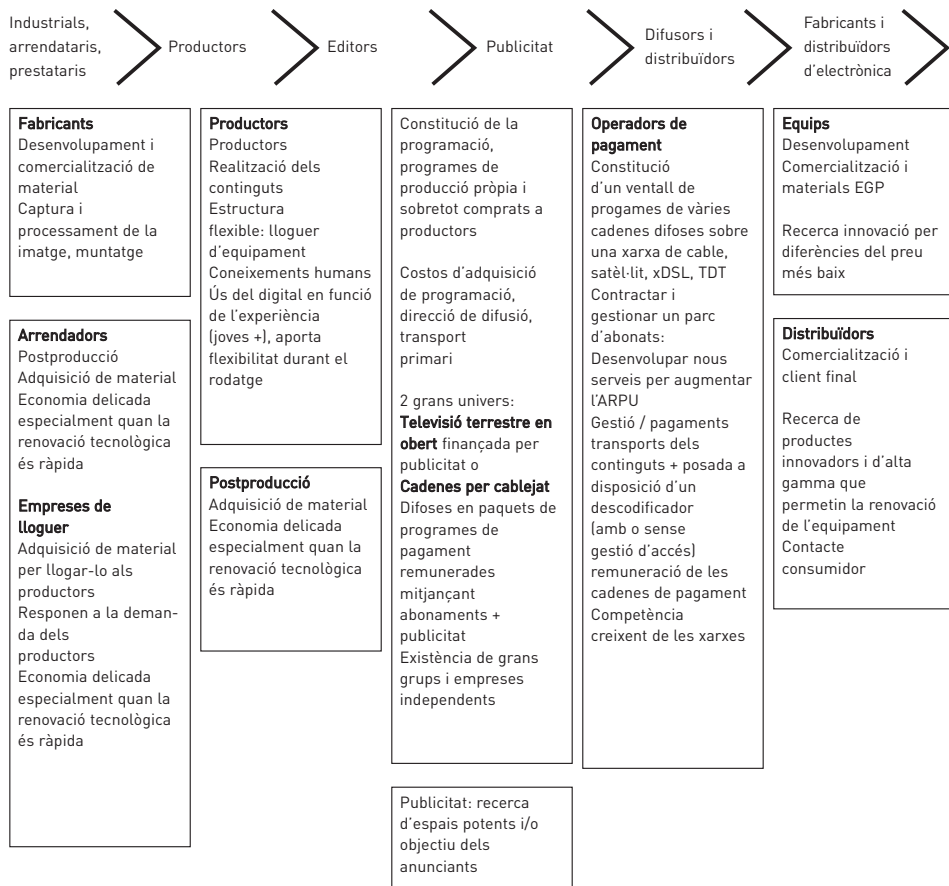 Industrials,
arrendataris,
prestataris
Productors
Editors
Publicitat
Difusors i
distribuïdors
Fabricants i
distribuïdors
d'electrònica
Fabricants
Desenvolupament i
comercialització de
material
Captura i
processament de la
imatge, muntatge
Arrendadors
Postproducció
Adquisició de material
Economia delicada
especialment quan la
renovació tecnològica
és ràpida
Empreses de
lloguer
Adquisició de material
per llogar-lo als
productors
Responen a la deman-
da dels
productors
Economia delicada
especialment quan la
renovació tecnològica
és ràpida
Productors
Productors
Realització dels
continguts
Estructura
flexible: lloguer
d'equipament
Coneixements humans
Ús del digital en funció
de l'experiència
(joves +), aporta
flexibilitat durant el
rodatge
Postproducció
Adquisició de material
Economia delicada
especialment quan la
renovació tecnològica
és ràpida
Constitució de la
programació,
programes de
producció pròpia i
sobretot comprats a
productors
Costos d'adquisició
de programació,
direcció de difusió,
transport
primari
2 grans univers:
Televisió terrestre en
obert finançada per
publicitat o
Cadenes per cablejat
Difoses en paquets de
programes de
pagament
remunerades
mitjançant
abonaments +
publicitat
Existència de grans
grups i empreses
independents
Publicitat: recerca
d'espais potents i/o
objectiu dels
anunciants
Operadors de
pagament
Constitució
d'un ventall de
progames de vàries
cadenes difoses sobre
una xarxa de cable,
satèl·lit, xDSL, TDT
Contractar i
gestionar un parc
d'abonats:
Desenvolupar nous
serveis per augmentar
l'ARPU
Gestió / pagaments
transports dels
continguts + posada a
disposició d'un
descodificador
(amb o sense
gestió d'accés)
remuneració de les
cadenes de pagament
Competència
creixent de les xarxes
Equips
Desenvolupament
Comercialització i
materials EGP
Recerca innovació per
diferències del preu
més baix
Distribuïdors
Comercialització i
client final
Recerca de
productes
innovadors i d'alta
gamma que
permetin la renovació
de l'equipament
Contacte
consumidor